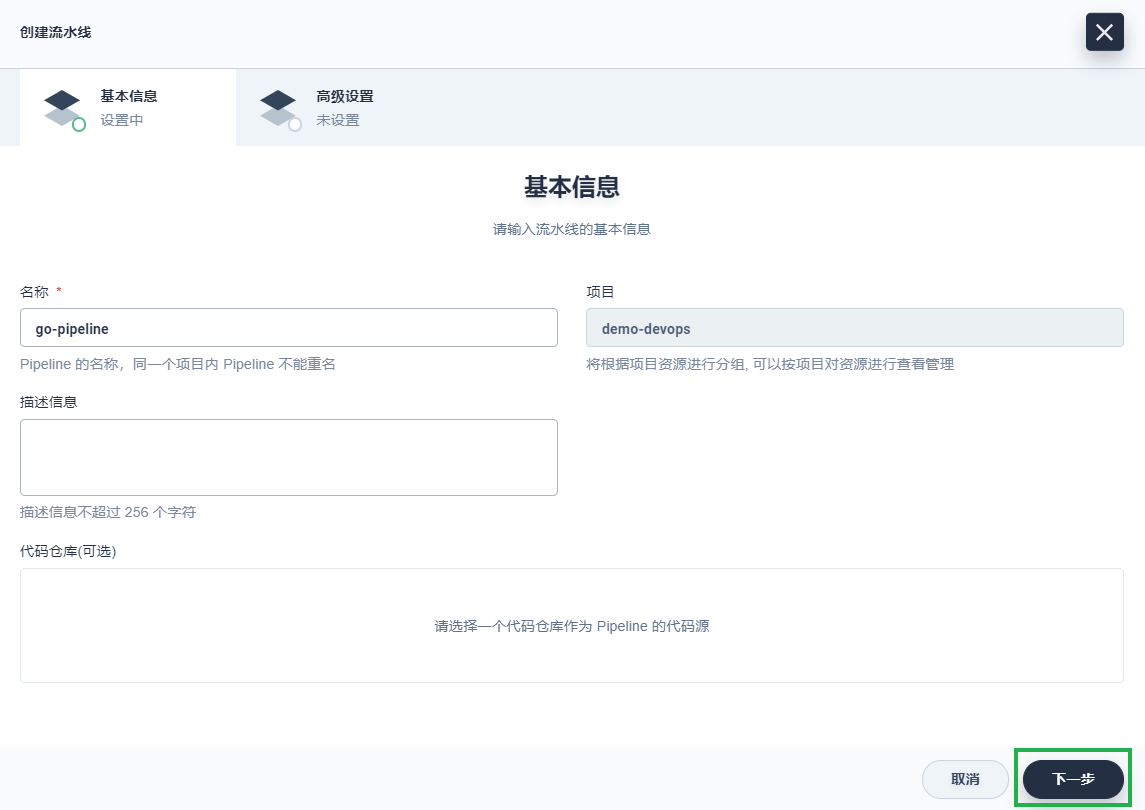 创建流水线
基本信息
设置中
高级设置
未设置
基本信息
请输入流水线的基本信息
名称 *
项目
go-pipeline
demo-devops
Pipeline 的名称，同一个项目内 Pipeline 不能重名
将根据项目资源进行分组, 可以按项目对资源进行查看管理
描述信息
描述信息不超过 256 个字符
代码仓库(可选)
请选择一个代码仓库作为 Pipeline 的代码源
取消
下一步